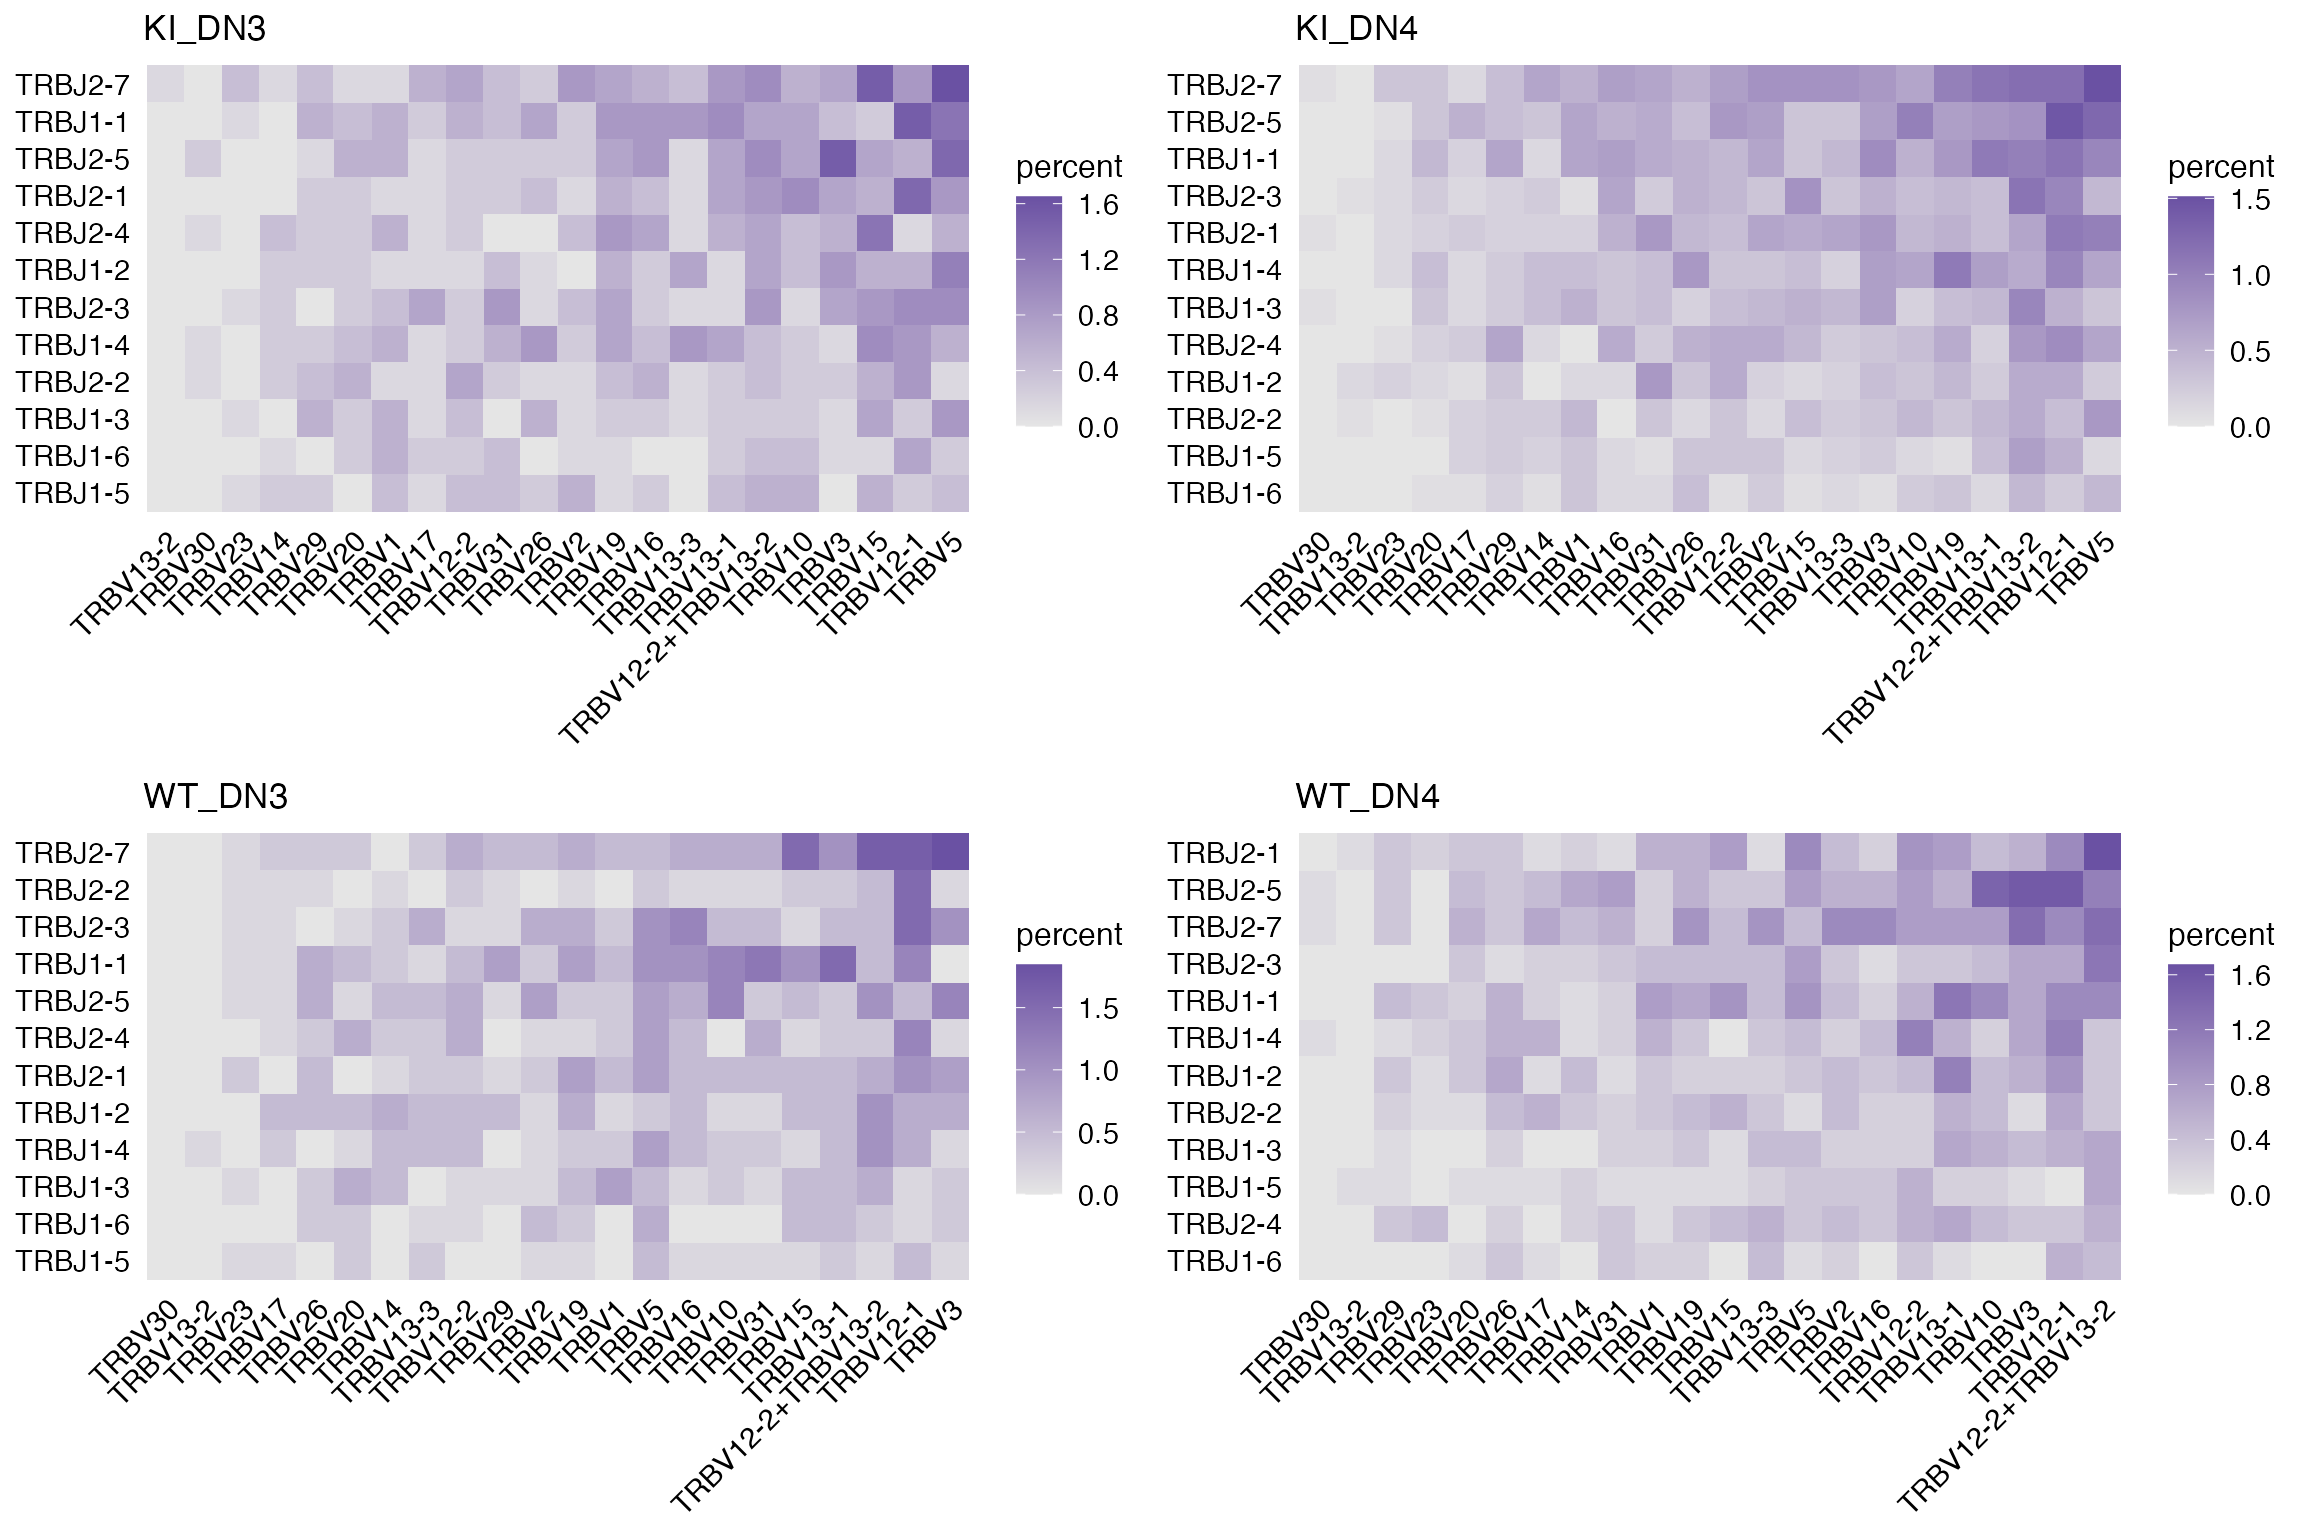 KI_DN3
TRBJ2-7
TRBJ1-1
TRBJ2-5
TRBJ2-1
TRBJ2-4
TRBJ1-2
TRBJ2-3
TRBJ1-4
TRBJ2-2
TRBJ1-3
TRBJ1-6
TRBJ1-5
TRBV13-2
TRBV30
TRBV23
TRBV14
TRBV29
TRBV20
TRBV1
TRBV17
TRBV12-2
TRBV31
TRBV26
TRBV2
TRBV19
TRBV16
TRBV13-3
TRBV13-1
TRBV12-2+TRBV13-2
TRBV10
TRBV3
TRBV15
TRBV12-1
TRBV5
percent
1.6
1.2
0.8
0.4
0.0
KI_DN4
TRBJ2-7
TRBJ2-5
TRBJ1-1
TRBJ2-3
TRBJ2-1
TRBJ1-4
TRBJ1-3
TRBJ2-4
TRBJ1-2
TRBJ2-2
TRBJ1-5
TRBJ1-6
TRBV30
TRBV13-2
TRBV23
TRBV20
TRBV17
TRBV29
TRBV14
TRBV1
TRBV16
TRBV31
TRBV26
TRBV12-2
TRBV2
TRBV15
TRBV13-3
TRBV3
TRBV10
TRBV19
TRBV13-1
TRBV12-2+TRBV13-2
TRBV12-1
TRBV5
percent
1.5
1.0
0.5
0.0
WT_DN3
TRBJ2-7
TRBJ2-2
TRBJ2-3
TRBJ1-1
TRBJ2-5
TRBJ2-4
TRBJ2-1
TRBJ1-2
TRBJ1-4
TRBJ1-3
TRBJ1-6
TRBJ1-5
TRBV30
TRBV13-2
TRBV23
TRBV17
TRBV26
TRBV20
TRBV14
TRBV13-3
TRBV12-2
TRBV29
TRBV2
TRBV19
TRBV1
TRBV5
TRBV16
TRBV10
TRBV31
TRBV15
TRBV13-1
TRBV12-2+TRBV13-2
TRBV12-1
TRBV3
percent
1.5
1.0
0.5
0.0
WT_DN4
TRBJ2-1
TRBJ2-5
TRBJ2-7
TRBJ2-3
TRBJ1-1
TRBJ1-4
TRBJ1-2
TRBJ2-2
TRBJ1-3
TRBJ1-5
TRBJ2-4
TRBJ1-6
TRBV30
TRBV13-2
TRBV29
TRBV23
TRBV20
TRBV26
TRBV17
TRBV14
TRBV31
TRBV1
TRBV19
TRBV15
TRBV13-3
TRBV5
TRBV2
TRBV16
TRBV12-2
TRBV13-1
TRBV10
TRBV3
TRBV12-1
TRBV12-2+TRBV13-2
percent
1.6
1.2
0.8
0.4
0.0